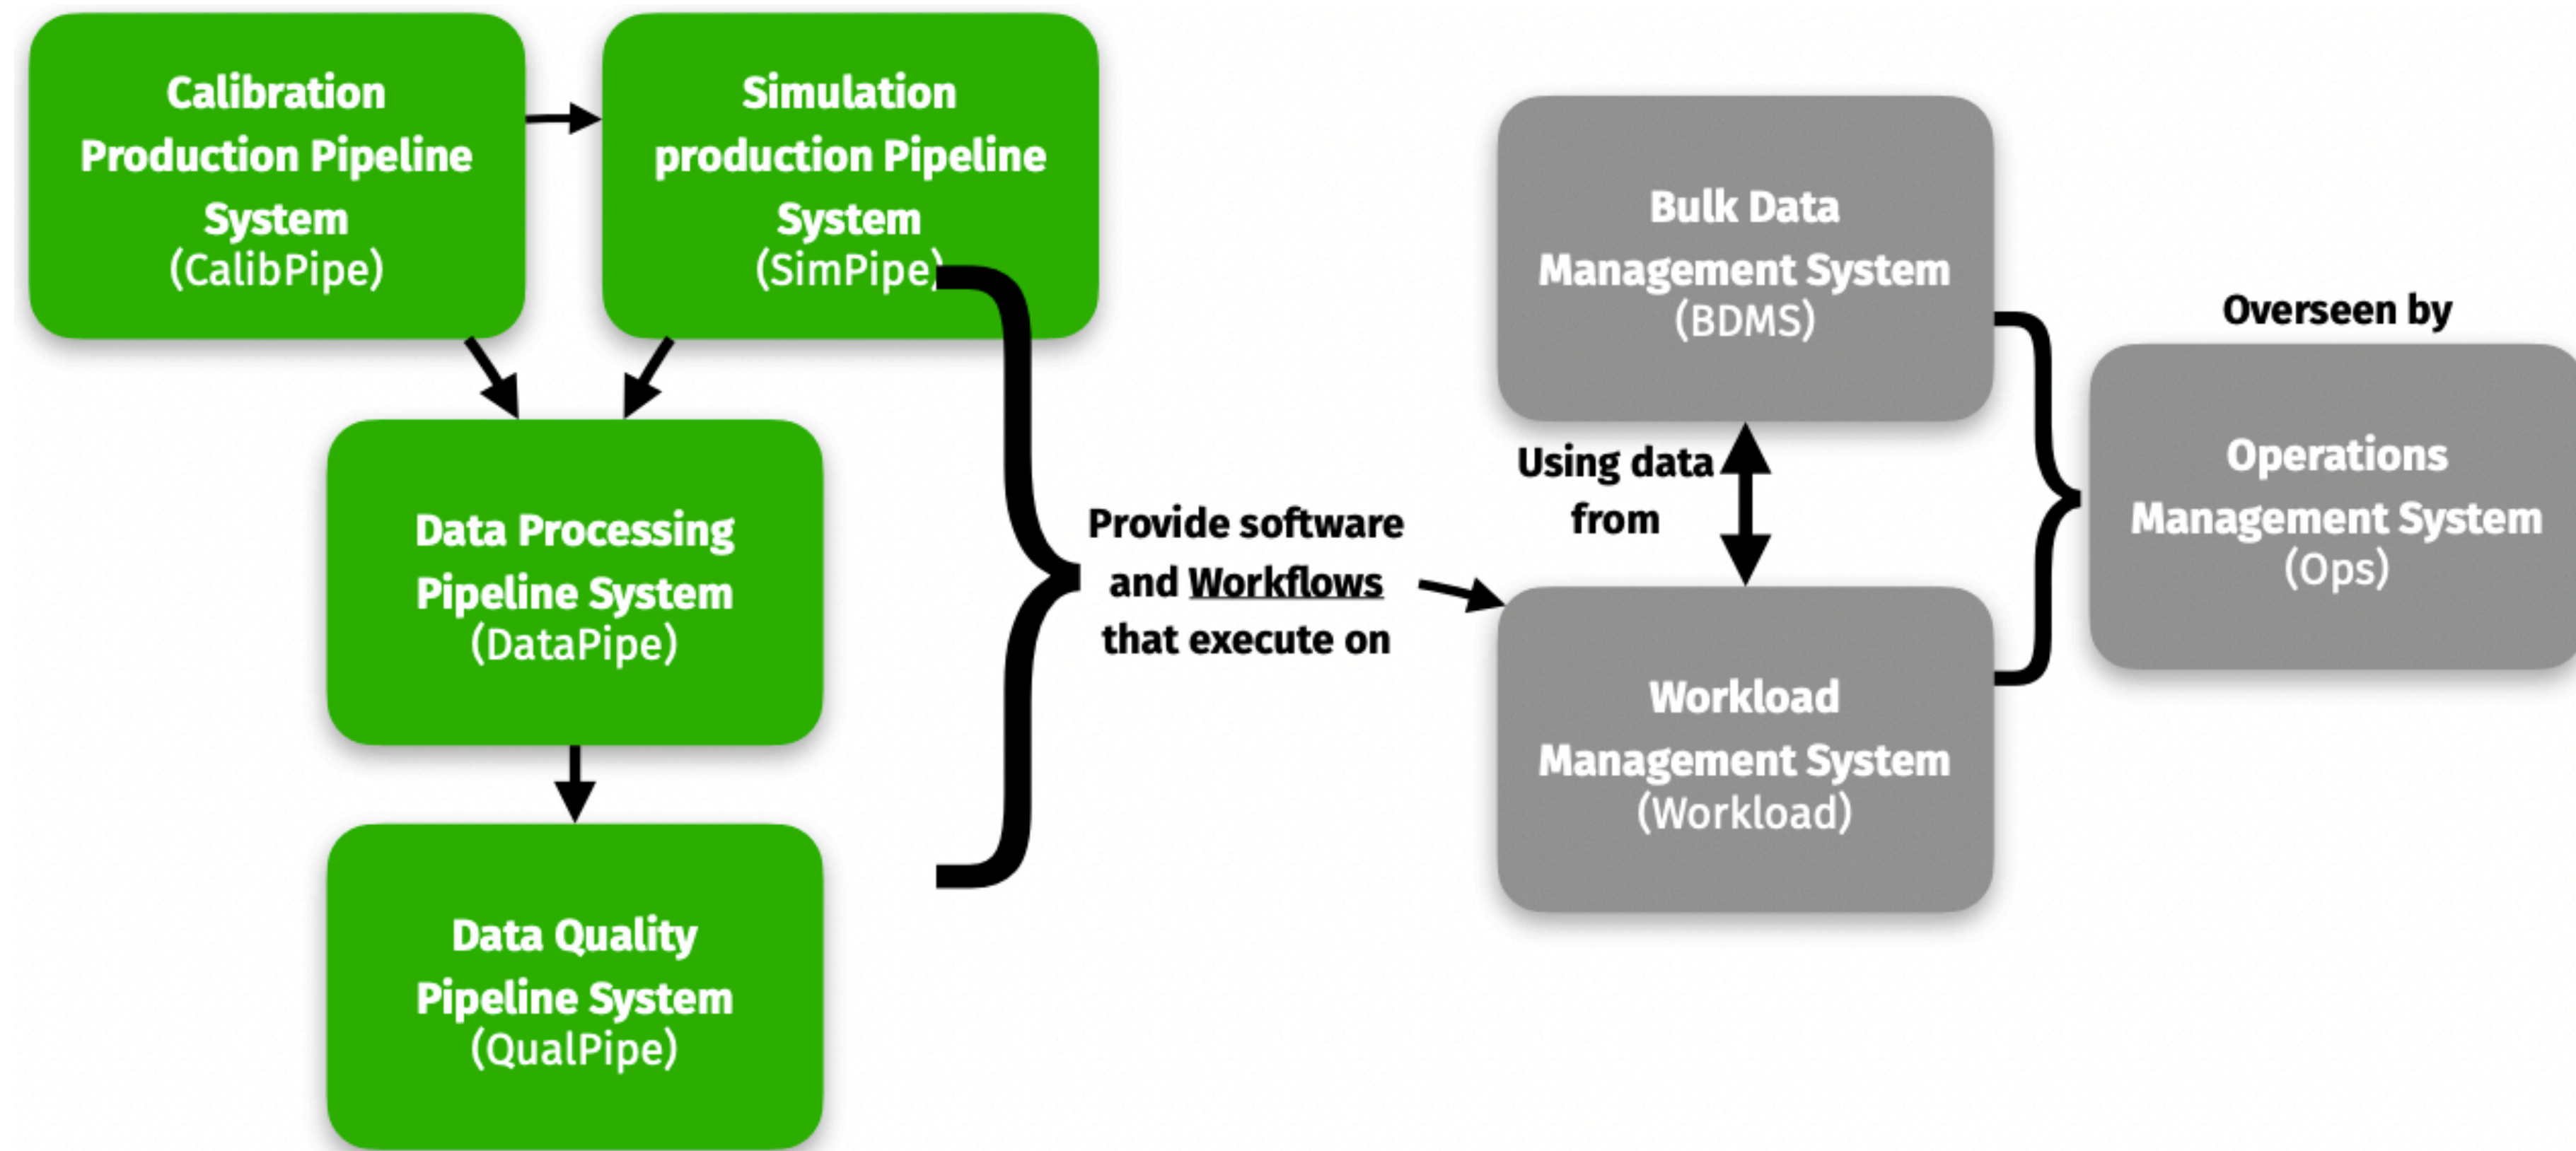 Calibration
Production Pipeline
System
(CalibPipe)
Simulation
production Pipeline
System
(SimPipe)
Data Processing
Pipeline System
(DataPipe)
Data Quality
Pipeline System
(QualPipe)
Provide software
and Workflows
that execute on
Bulk Data
Management System
(BDMS)
Using data
from
Workload
Management System
(Workload)
Overseen by
Operations
Management System
(Ops)